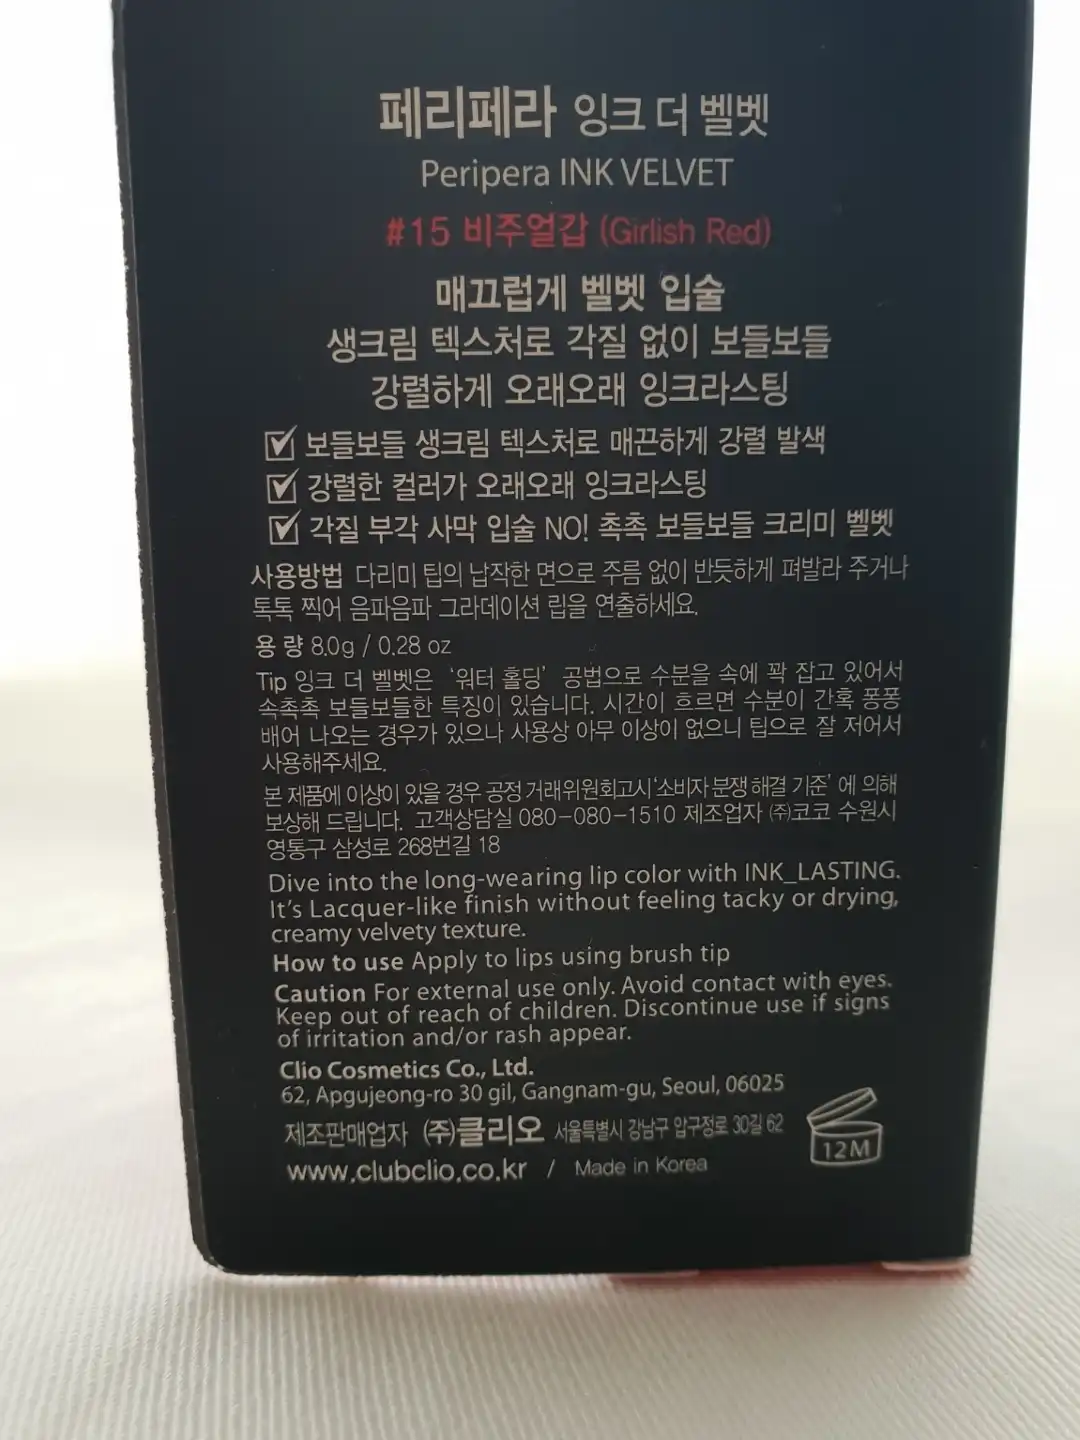 페리페라 잉크 더 벨벳
Peripera INK VELVET
#15 비주얼갑 (Girlish Red)
매끄럽게 벨벳 입술
생크림 텍스처로 각질 없이 보들보들
강렬하게 오래오래 잉크라스팅
보들보들 생크림 텍스처로 매끈하게 강렬 발색
강렬한 컬러가 오래오래 잉크라스팅
각질 부각 사막 입술 NO! 촉촉 보들보들 크리미 벨벳
사용방법 다리미 팁의 납작한 면으로 주름 없이 반듯하게 펴발라 주거나
톡톡 찍어 음파음파 그라데이션 립을 연출하세요.
용 량 8.0g / 0.28 oz
Tip 잉크 더 벨벳은 ‘워터 홀딩’ 공법으로 수분을 속에 꽉 잡고 있어서
속촉촉 보들보들한 특징이 있습니다. 시간이 흐르면 수분이 간혹 퐁퐁
배어 나오는 경우가 있으나 사용상 아무 이상이 없으니 팁으로 잘 저어서
사용해주세요.
본 제품에 이상이 있을 경우 공정 거래위원회고시‘소비자 분쟁 해결 기준’ 에 의해
보상해 드립니다. 고객상담실 080-080-1510 제조업자 ㈜코코 수원시
영통구 삼성로 268번길 18
Dive into the long-wearing lip color with INK_LASTING.
It’s Lacquer-like finish without feeling tacky or drying,
creamy velvety texture.
How to use Apply to lips using brush tip
Caution For external use only. Avoid contact with eyes.
Keep out of reach of children. Discontinue use if signs
of irritation and/or rash appear.
Clio Cosmetics Co., Ltd.
62, Apgujeong-ro 30 gil, Gangnam-gu, Seoul, 06025
제조판매업자 (주)클리오 서울특별시 강남구 압구정로 30길 62
www.clubclio.co.kr / Made in Korea
12M